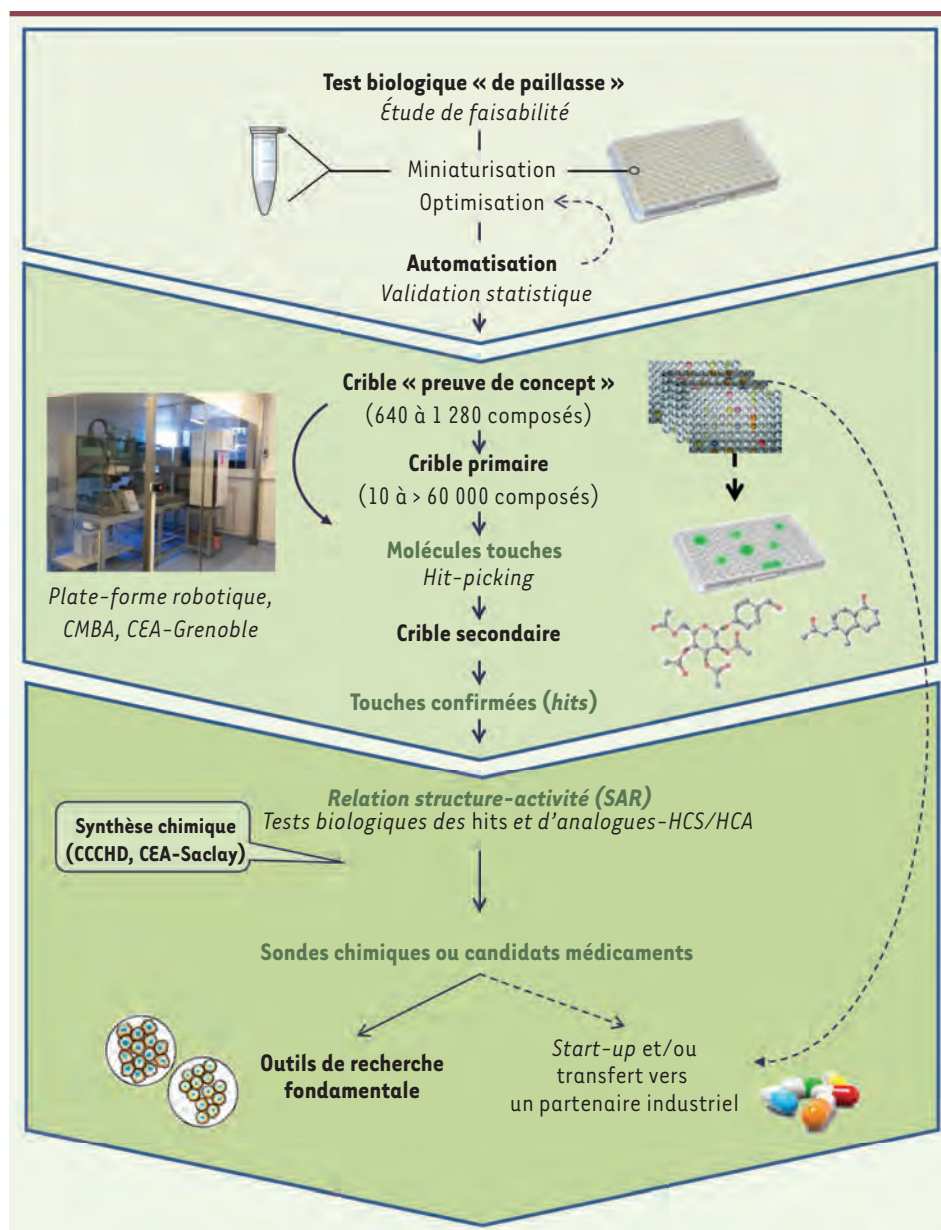 Test biologique « de paillasse »
Étude de faisabilité
Miniaturisation
Optimisation
Automatisation
Validation statistique
Crible « preuve de concept »
(640 à 1 280 composés)
Crible primaire
(10 à > 60 000 composés)
Molécules touches
Hit-picking
Crible secondaire
Touches confirmées (hits)
Plate-forme robotique,
CMBA, CEA-Grenoble
Relation structure-activité (SAR)
Tests biologiques des hits et d’analogues-HCS/HCA
Synthèse chimique
(CCCHD, CEA-Saclay)
Sondes chimiques ou candidats médicaments
Outils de recherche
fondamentale
Start-up et/ou
transfert vers
un partenaire industriel